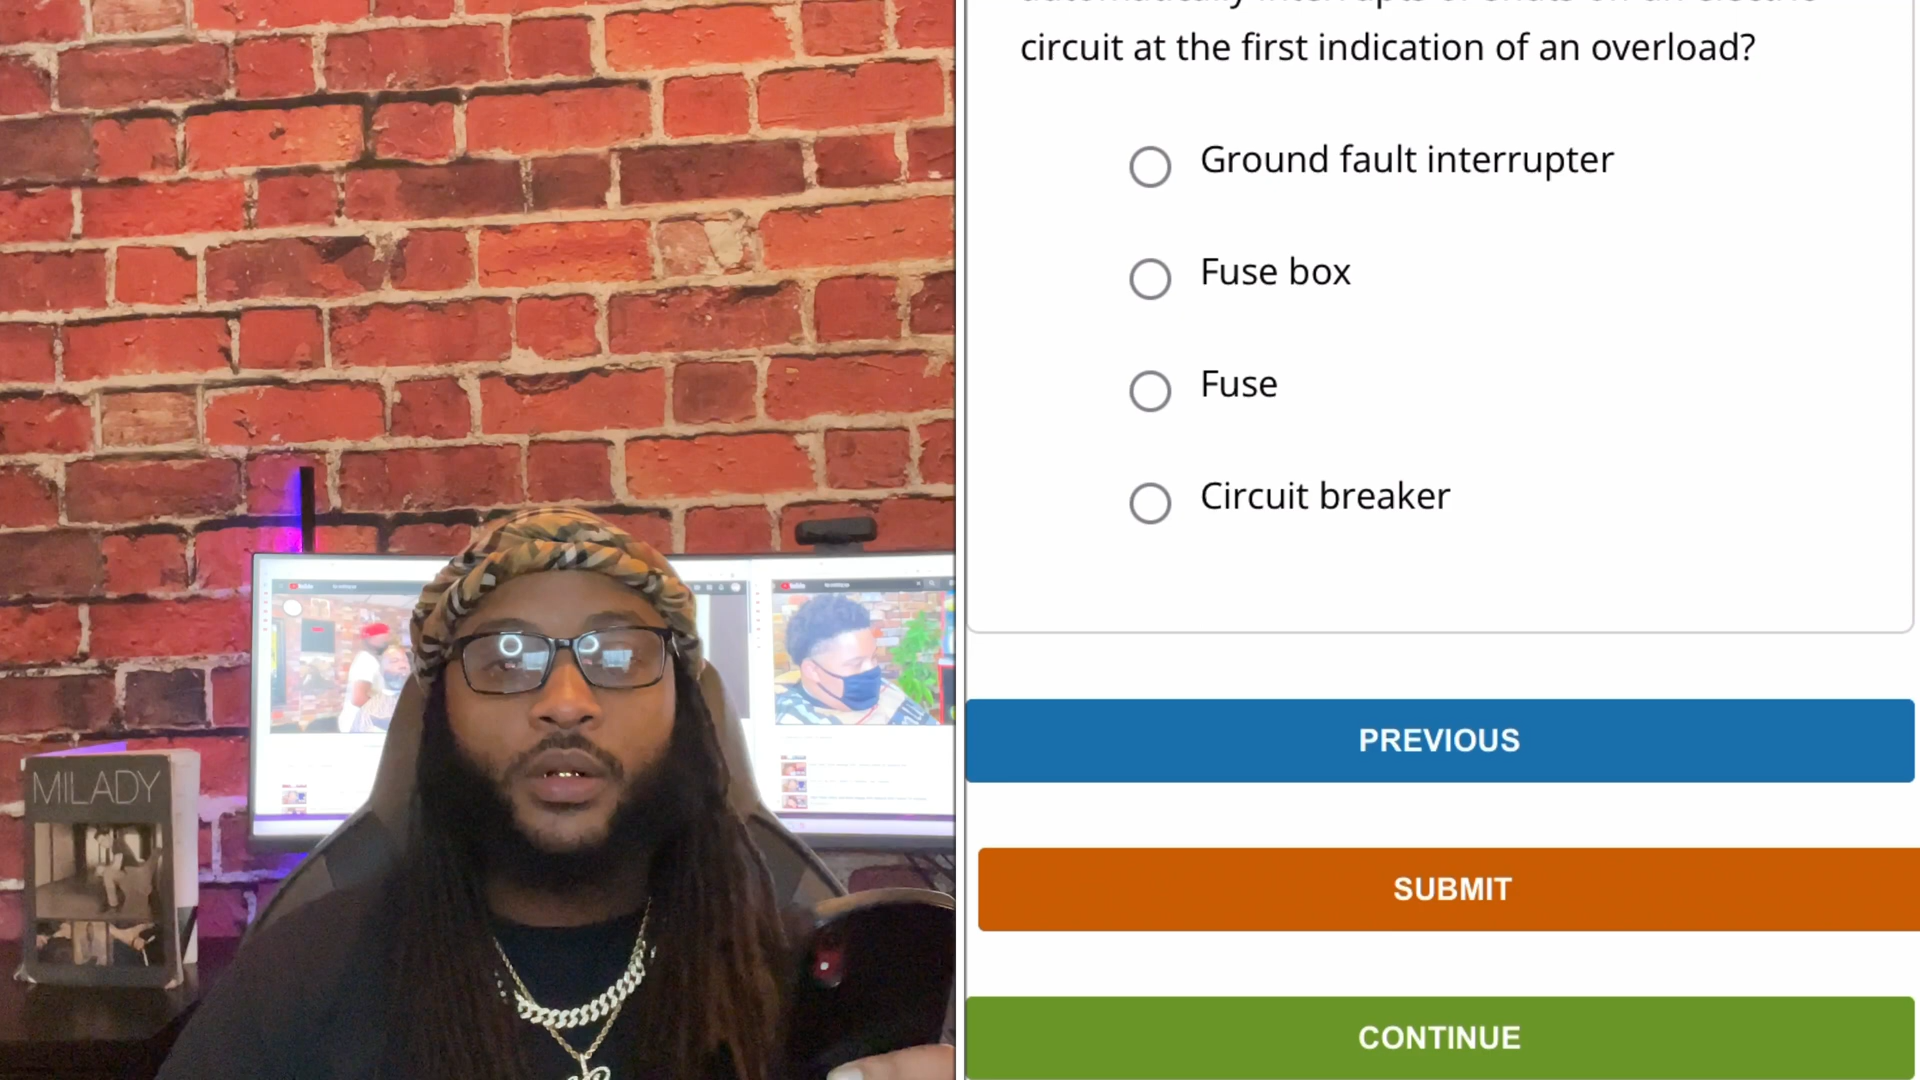 circuit at the first indication of an overload?
Ground fault interrupter
Fuse box
Fuse
Circuit breaker
PREVIOUS
SUBMIT
CONTINUE
MILADY